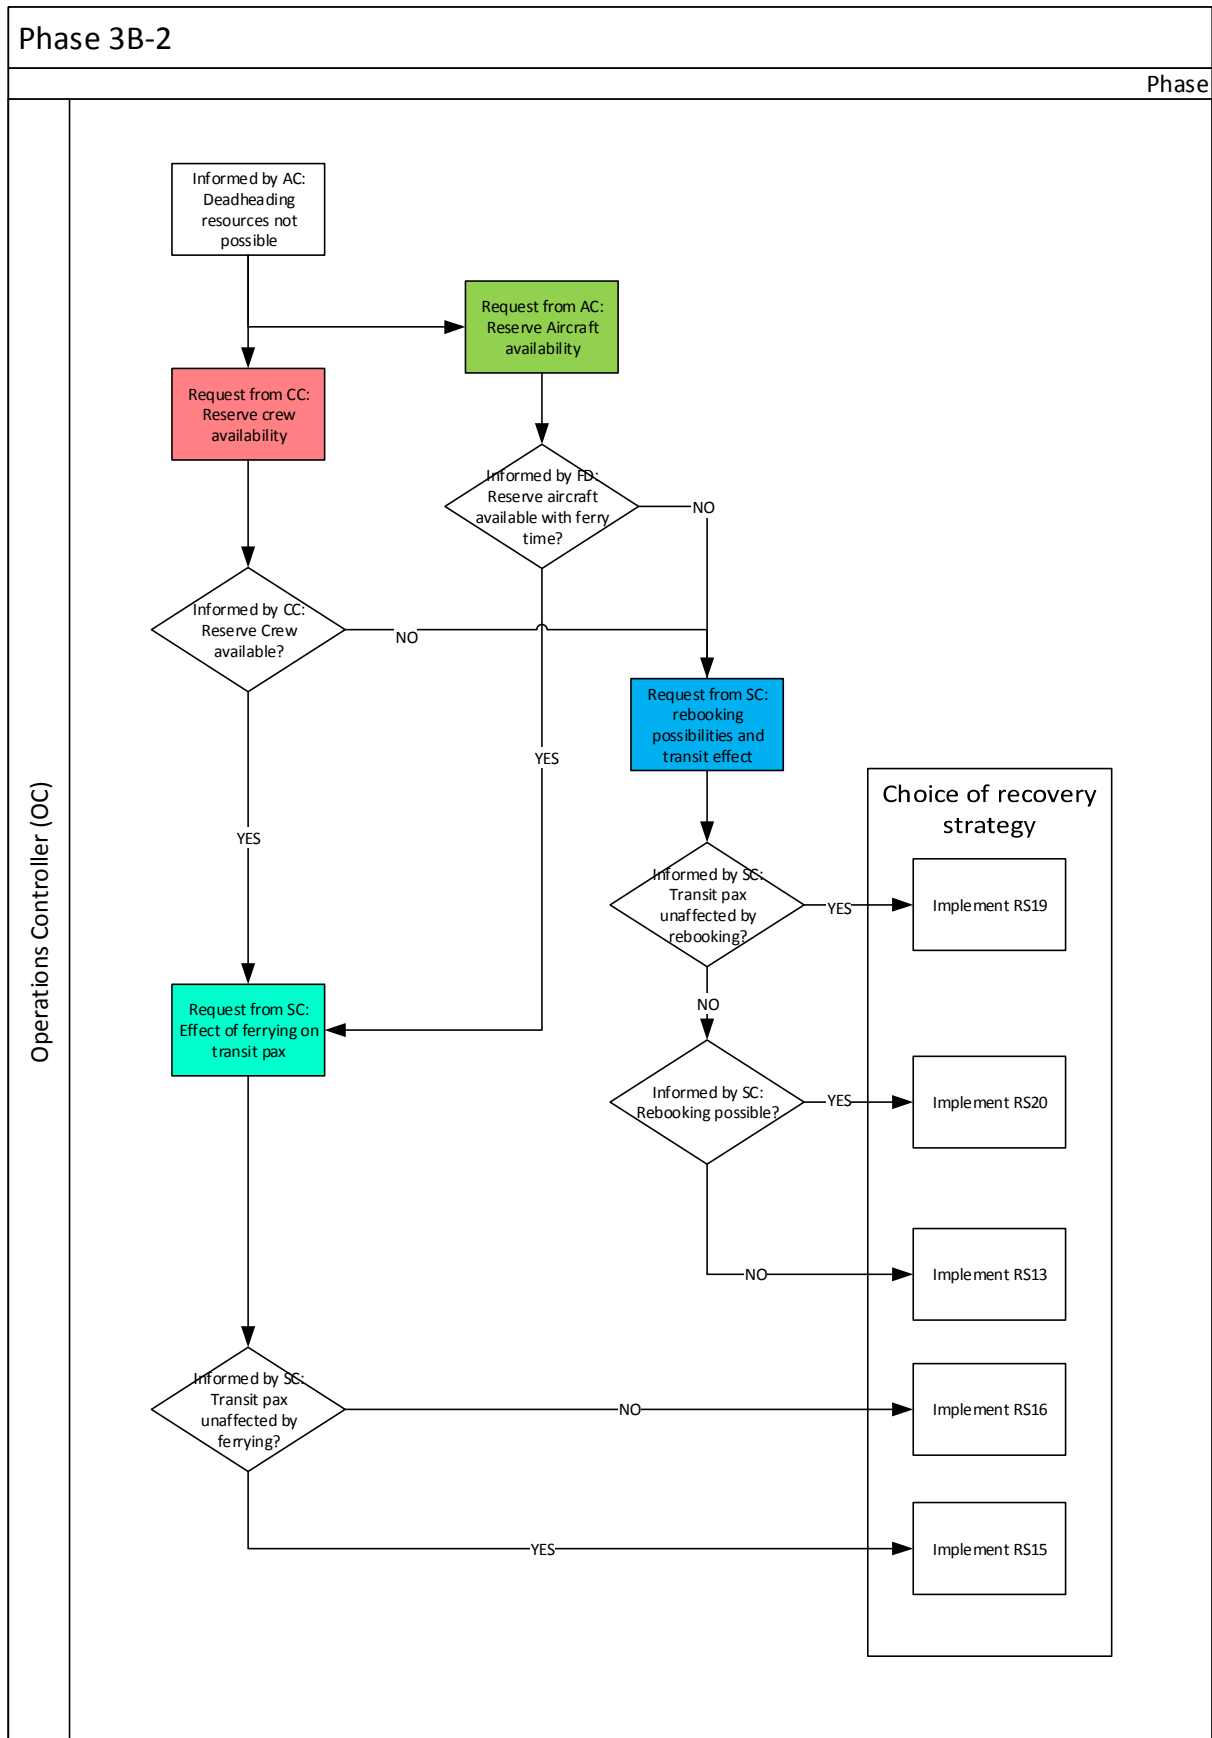 Phase 3B-2
Phase
Operations Controller (OC)
Informed by AC:
Deadheading
resources not
possible
Request from AC:
Reserve Aircraft
availability
Request from CC:
Reserve crew
availability
Informed by FD:
Reserve aircraft
available with ferry
time?
NO
Informed by CC:
Reserve Crew
available?
NO
Request from SC:
rebooking
possibilities and
transit effect
YES
YES
Choice of recovery
strategy
Informed by SC:
Transit pax
unaffected by
rebooking?
YES
Implement RS19
NO
Request from SC:
Effect of ferrying on
transit pax
Informed by SC:
Rebooking possible?
YES
Implement RS20
NO
Implement RS13
Informed by SC:
Transit pax
unaffected by
ferrying?
NO
Implement RS16
YES
Implement RS15